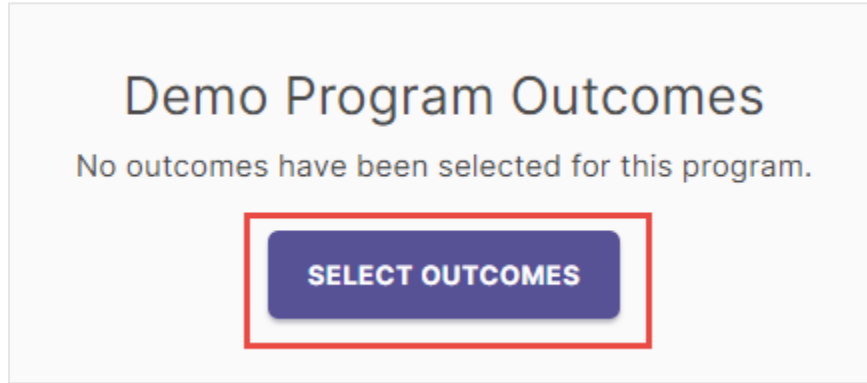 Demo Program Outcomes
No outcomes have been selected for this program.
SELECT OUTCOMES